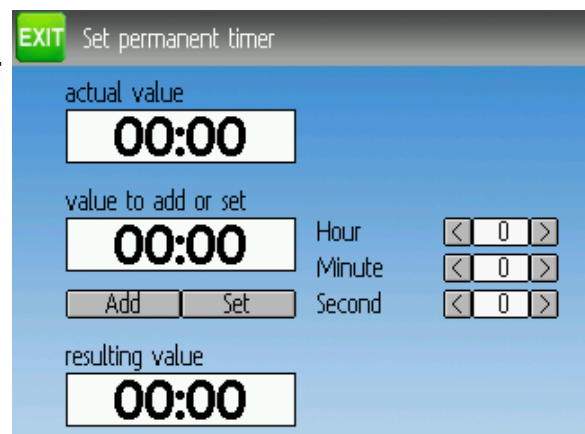 EXIT Set permanent timer
actual value
00:00
value to add or set
00:00
Hour < 0 >
Minute < 0 >
Add Set Second < 0 >
resulting value
00:00